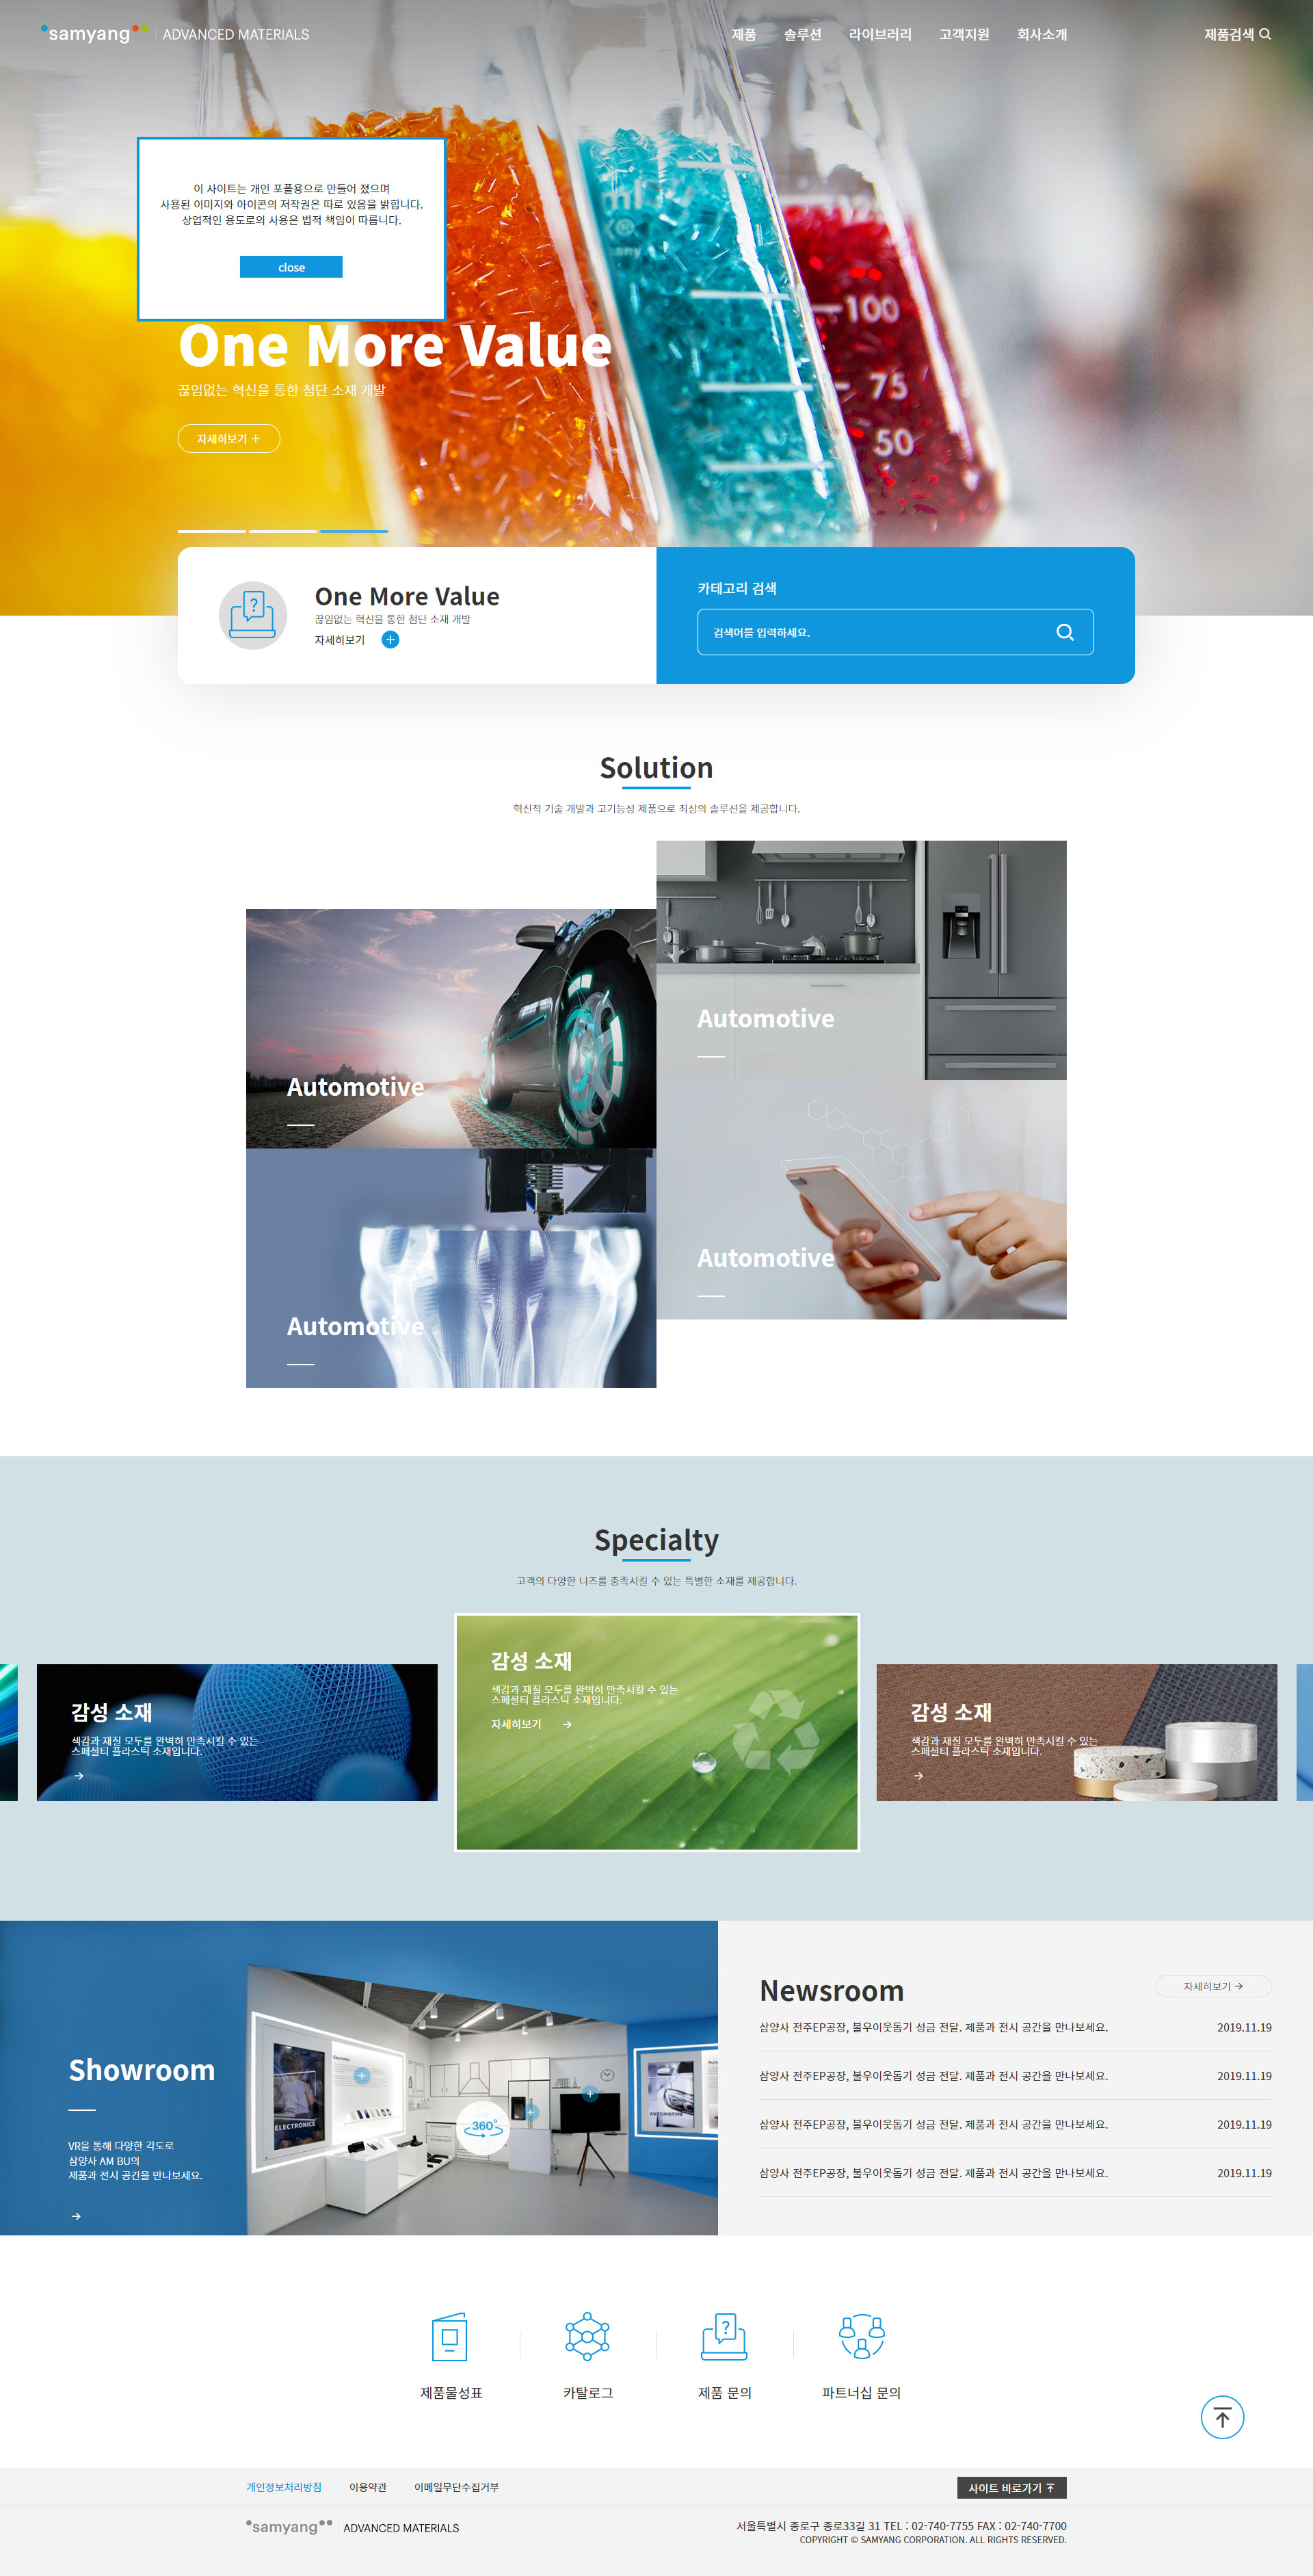 samyang ADVANCED MATERIALS
제품 솔루션 라이브러리 고객지원 회사소개 제품검색
이 사이트는 개인 포폴용으로 만들어 졌으며
사용된 이미지와 아이콘의 저작권은 따로 있음을 밝힙니다.
상업적인 용도로의 사용은 법적 책임이 따릅니다.
close
One More Value
끊임없는 혁신을 통한 첨단 소재 개발
자세히보기
100
75
50
One More Value
끊임없는 혁신을 통한 첨단 소재 개발
자세히보기
카테고리 검색
검색어를 입력하세요.
Solution
혁신적 기술 개발과 고기능성 제품으로 최상의 솔루션을 제공합니다.
Automotive
Automotive
Automotive
Automotive
Specialty
고객의 다양한 니즈를 충족시킬 수 있는 특별한 소재를 제공합니다.
감성 소재
색감과 재질 모두를 완벽히 만족시킬 수 있는
스페셜티 플라스틱 소재입니다.
감성 소재
색감과 재질 모두를 완벽히 만족시킬 수 있는
스페셜티 플라스틱 소재입니다.
자세히보기
감성 소재
색감과 재질 모두를 완벽히 만족시킬 수 있는
스페셜티 플라스틱 소재입니다.
Showroom
VR을 통해 다양한 각도로
삼양사 AM BU의
제품과 전시 공간을 만나보세요.
ELECTRONICS
360°
AUTOMOTIVE
Newsroom
자세히보기
삼양사 전주EP공장, 불우이웃돕기 성금 전달. 제품과 전시 공간을 만나보세요. 2019.11.19
삼양사 전주EP공장, 불우이웃돕기 성금 전달. 제품과 전시 공간을 만나보세요. 2019.11.19
삼양사 전주EP공장, 불우이웃돕기 성금 전달. 제품과 전시 공간을 만나보세요. 2019.11.19
삼양사 전주EP공장, 불우이웃돕기 성금 전달. 제품과 전시 공간을 만나보세요. 2019.11.19
제품물성표 카탈로그 제품 문의 파트너십 문의
개인정보처리방침 이용약관 이메일무단수집거부 사이트 바로가기
samyang ADVANCED MATERIALS
서울특별시 종로구 종로33길 31 TEL : 02-740-7755 FAX : 02-740-7700
COPYRIGHT © SAMYANG CORPORATION. ALL RIGHTS RESERVED.